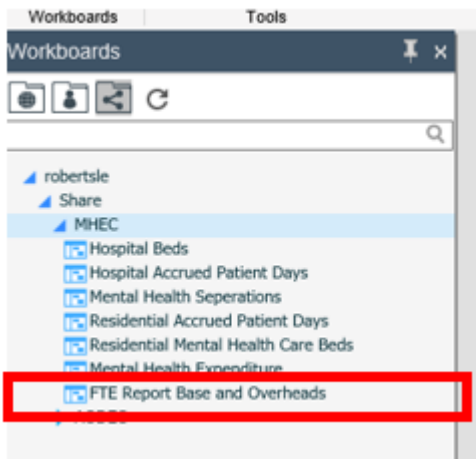 Workboards Tools
Workboards
robertsle
Share
MHEC
Hospital Beds
Hospital Accrued Patient Days
Mental Health Seperations
Residential Accrued Patient Days
Residential Mental Health Care Beds
Mental Health Expenditure
FTE Report Base and Overheads